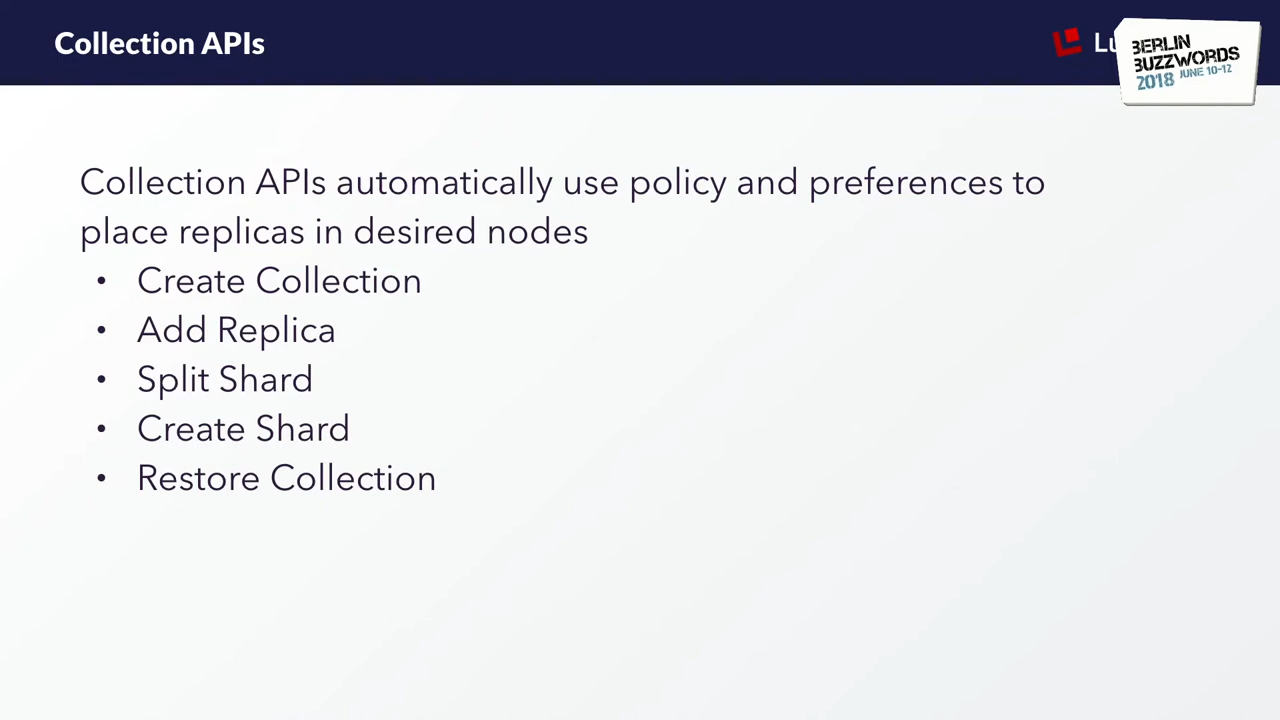 Collection APIs
BERLIN
BUZZWORDS
2018 JUNE 10-12
Collection APIs automatically use policy and preferences to
place replicas in desired nodes
• Create Collection
• Add Replica
• Split Shard
• Create Shard
• Restore Collection